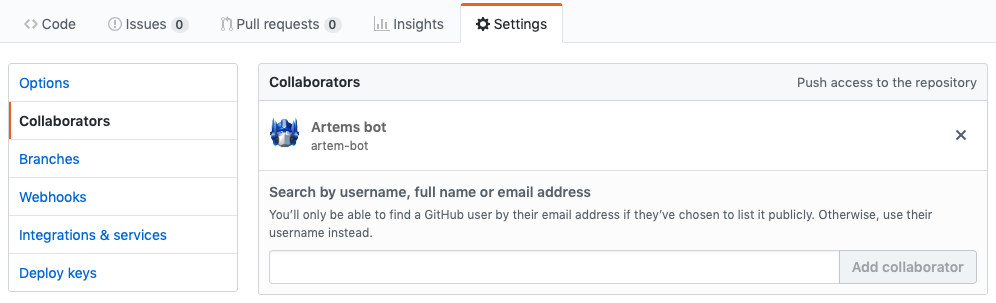 Code Issues 0 Pull requests 0 Insights Settings
Options
Collaborators
Branches
Webhooks
Integrations & services
Deploy keys
Collaborators Push access to the repository
Artems bot
artem-bot
Search by username, full name or email address
You’ll only be able to find a GitHub user by their email address if they’ve chosen to list it publicly. Otherwise, use their
username instead.
Add collaborator